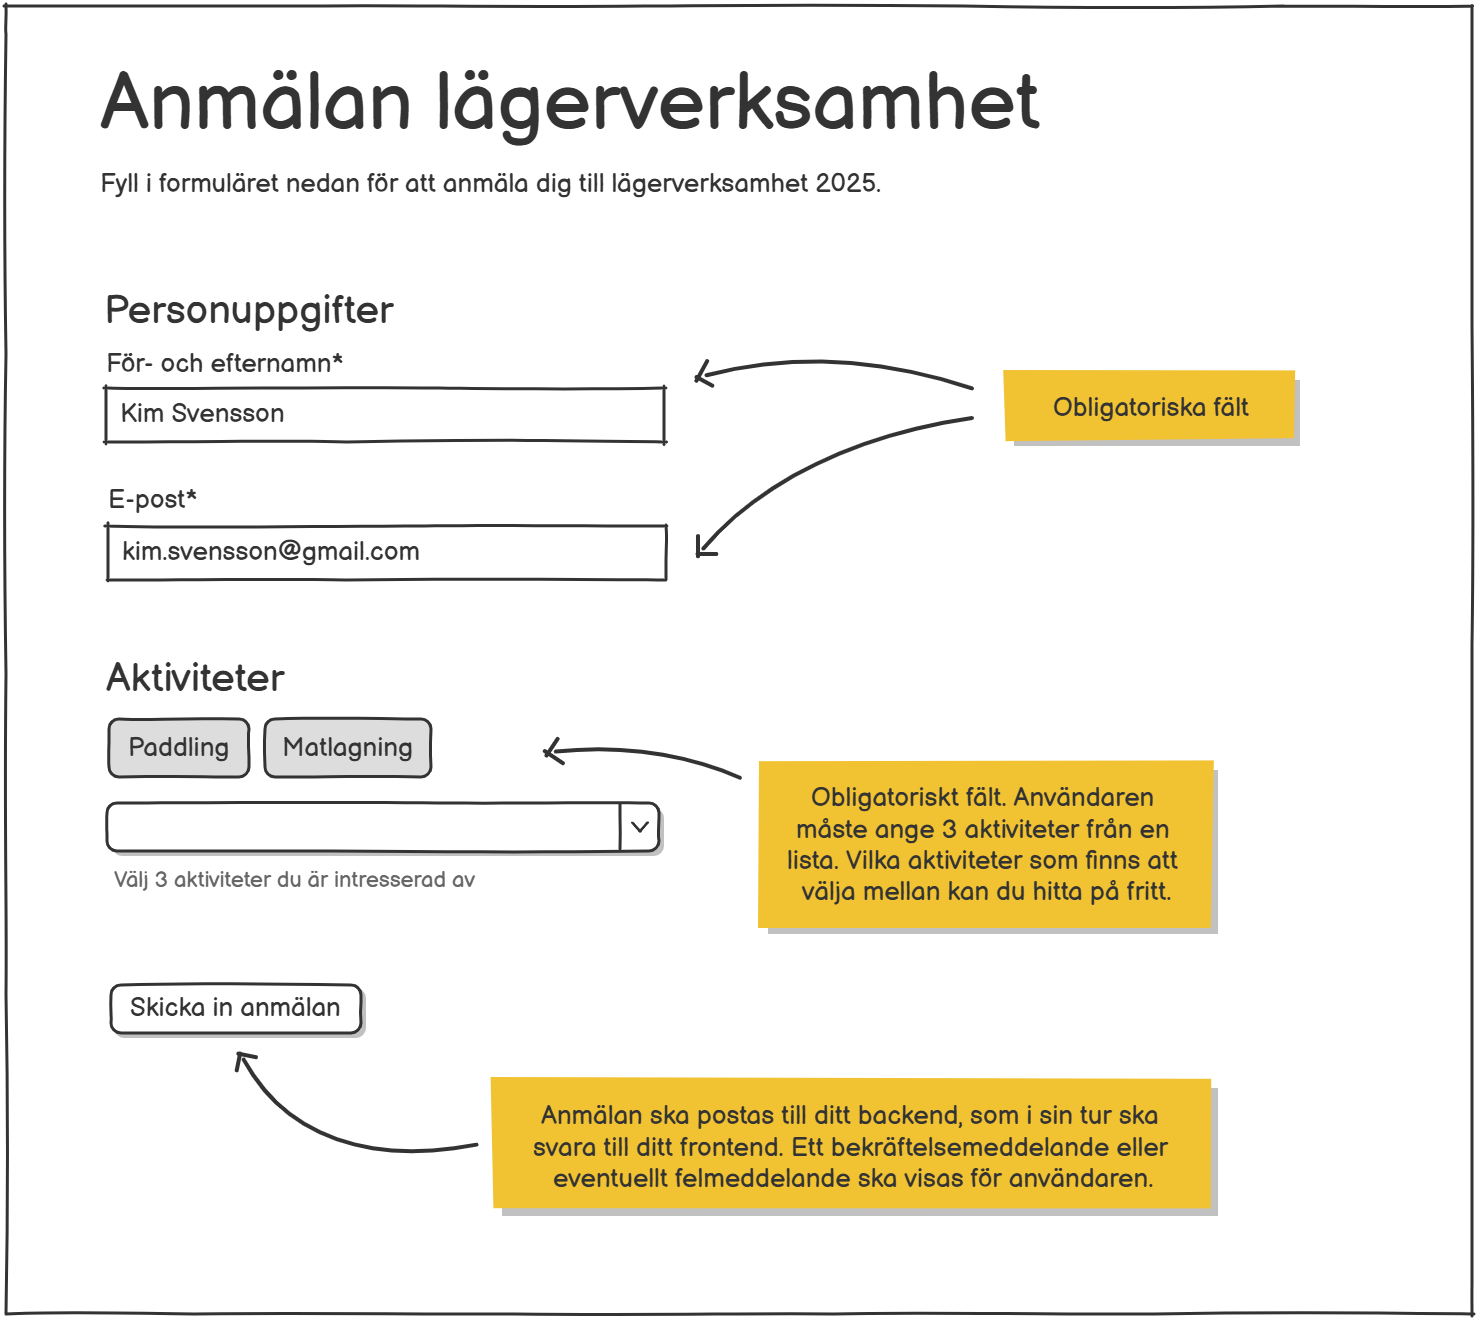 Anmälan lägerverksamhet
Fyll i formuläret nedan för att anmäla dig till lägerverksamhet 2025.
Personuppgifter
För- och efternamn*
Kim Svensson
Obligatoriska fält
E-post*
kim.svensson@gmail.com
Aktiviteter
Paddling
Matlagning
Välj 3 aktiviteter du är intresserad av
Obligatoriskt fält. Användaren
måste ange 3 aktiviteter från en
lista. Vilka aktiviteter som finns att
välja mellan kan du hitta på fritt.
Skicka in anmälan
Anmälan ska postas till ditt backend, som i sin tur ska
svara till ditt frontend. Ett bekräftelsemeddelande eller
eventuellt felmeddelande ska visas för användaren.